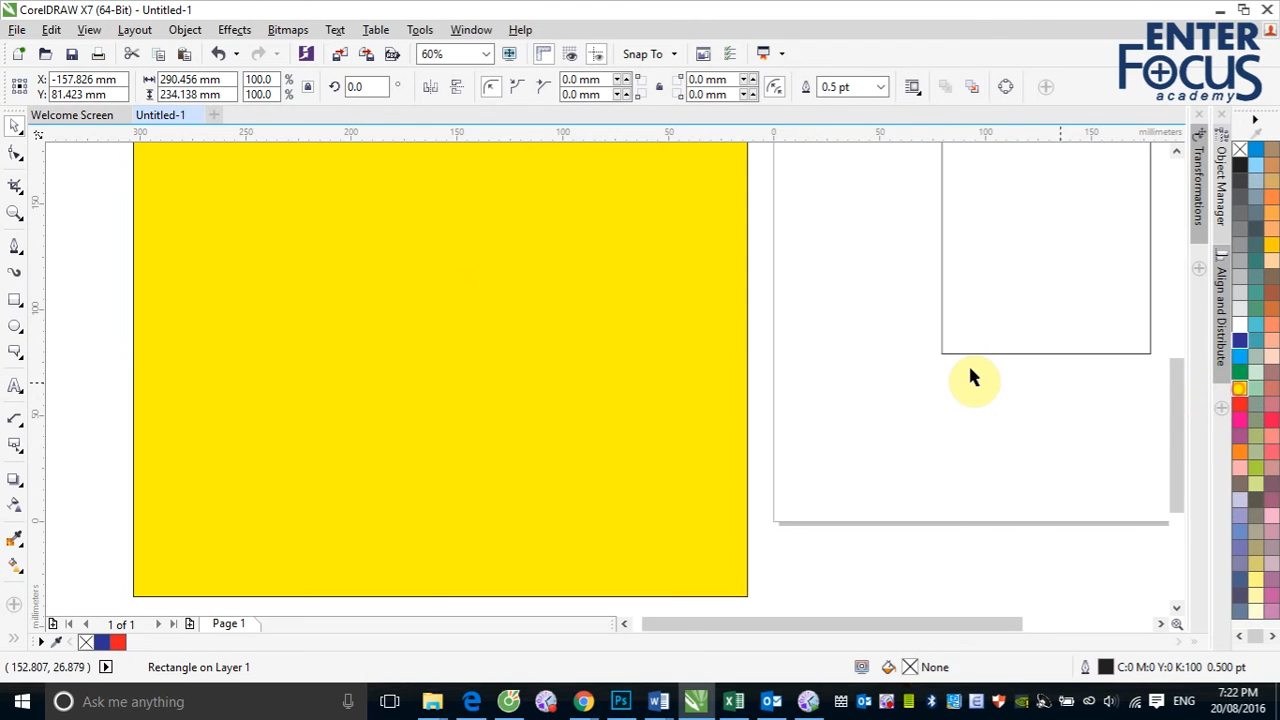 CorelDRAW X7 (64-Bit) - Untitled-1
File Edit View Layout Object Effects Bitmaps Text Table Tools Window Help
ENTER
FOCUS
academy
60% Snap To
X: -157.826 mm 290.456 mm 100.0 % 0.0 ° 0.0 mm 0.0 mm 0.5 pt
Y: 81.423 mm 234.138 mm 100.0 % 0.0 mm 0.0 mm
Welcome Screen Untitled-1
300 250 200 150 100 50 0 50 100 150 millimeters
150
100
50
0
millimeters
Transformations
Object Manager
Align and Distribute
1 of 1 Page 1
( 152.807, 26.879 ) Rectangle on Layer 1 None C:0 M:0 Y:0 K:100 0.500 pt
Ask me anything ENG 7:22 PM
20/08/2016